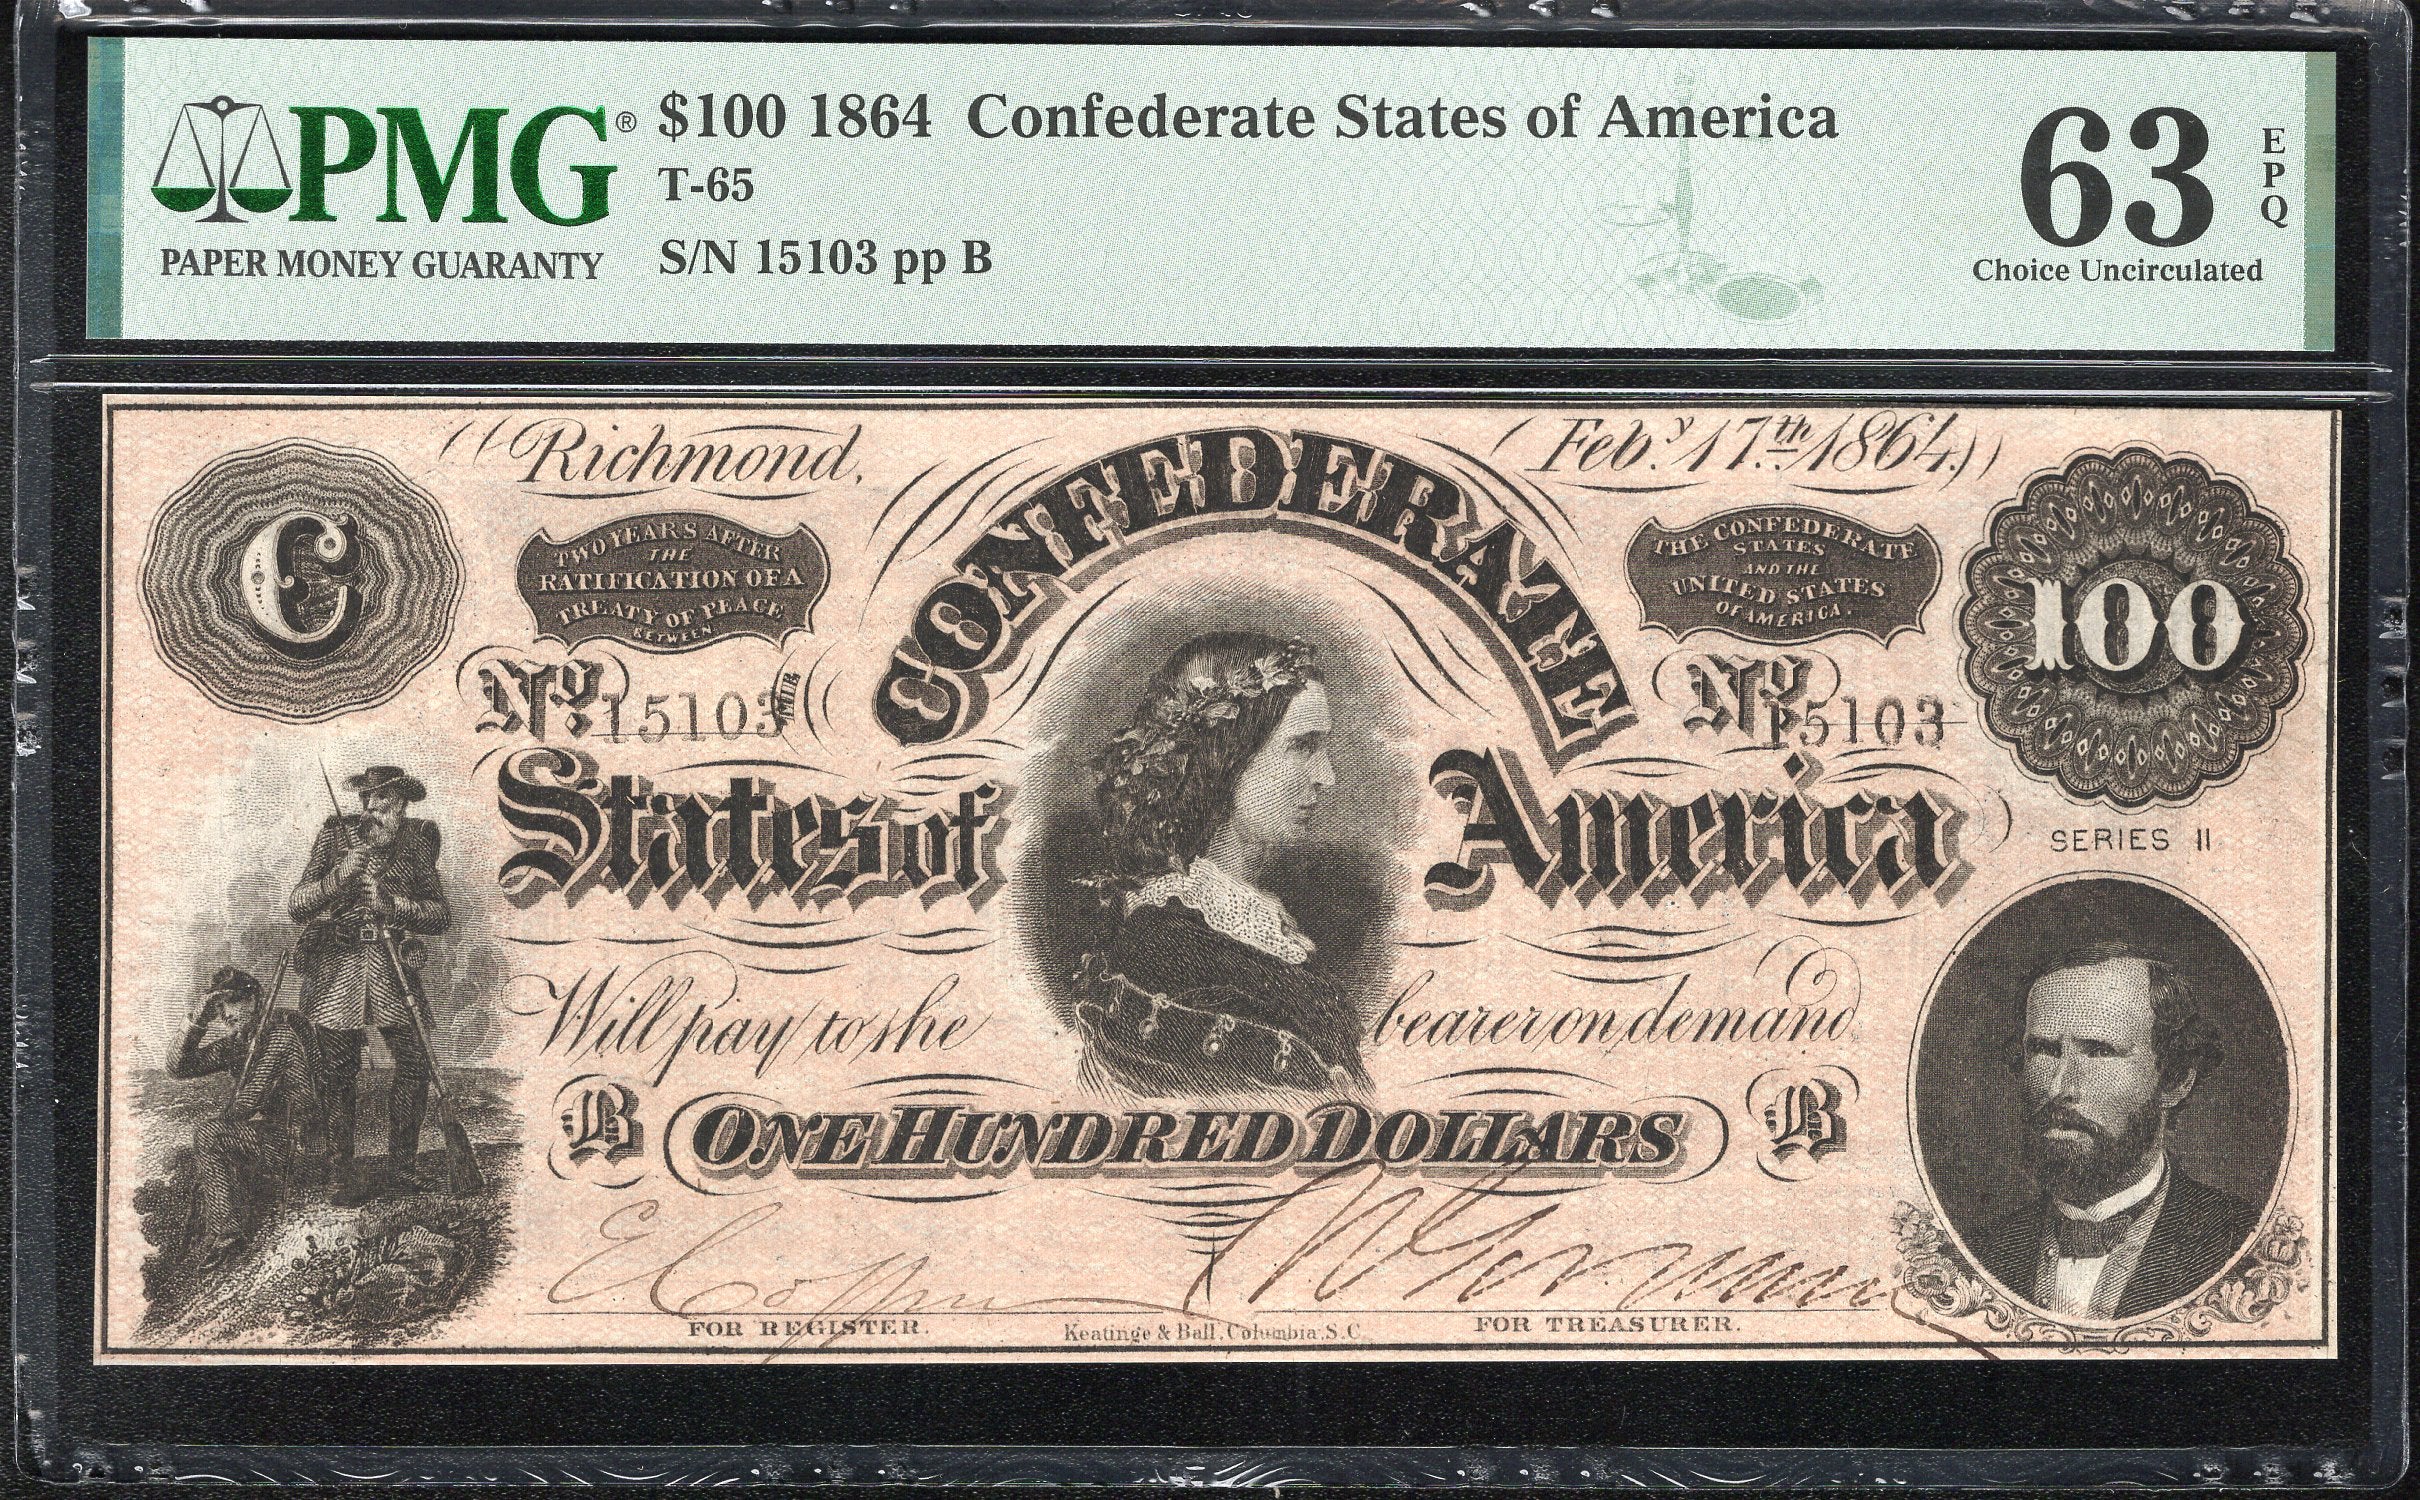 PMG®
PAPER MONEY GUARANTY
$100 1864 Confederate States of America
T-65
S/N 15103 pp B
63
EPQ
Choice Uncirculated
Richmond,
Feb.y 17.th 1864.
C
TWO YEARS AFTER
THE
RATIFICATION OF A
TREATY OF PEACE
BETWEEN
THE CONFEDERATE
STATES
AND THE
UNITED STATES
OF AMERICA.
100
No. 15103
No. 15103
CONFEDERATE
States of America
SERIES II
Will pay to the bearer on demand
B ONE HUNDRED DOLLARS B
FOR REGISTER.
Keatinge & Ball, Columbia, S.C.
FOR TREASURER.